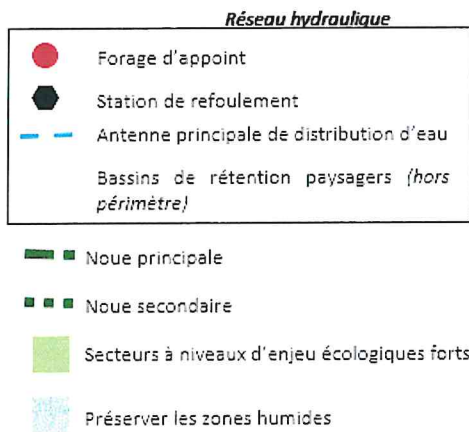 Réseau hydraulique
Forage d'appoint
Station de refoulement
Antenne principale de distribution d'eau
Bassins de rétention paysagers (hors
périmètre)
Noue principale
Noue secondaire
Secteurs à niveaux d'enjeu écologiques forts
Préserver les zones humides